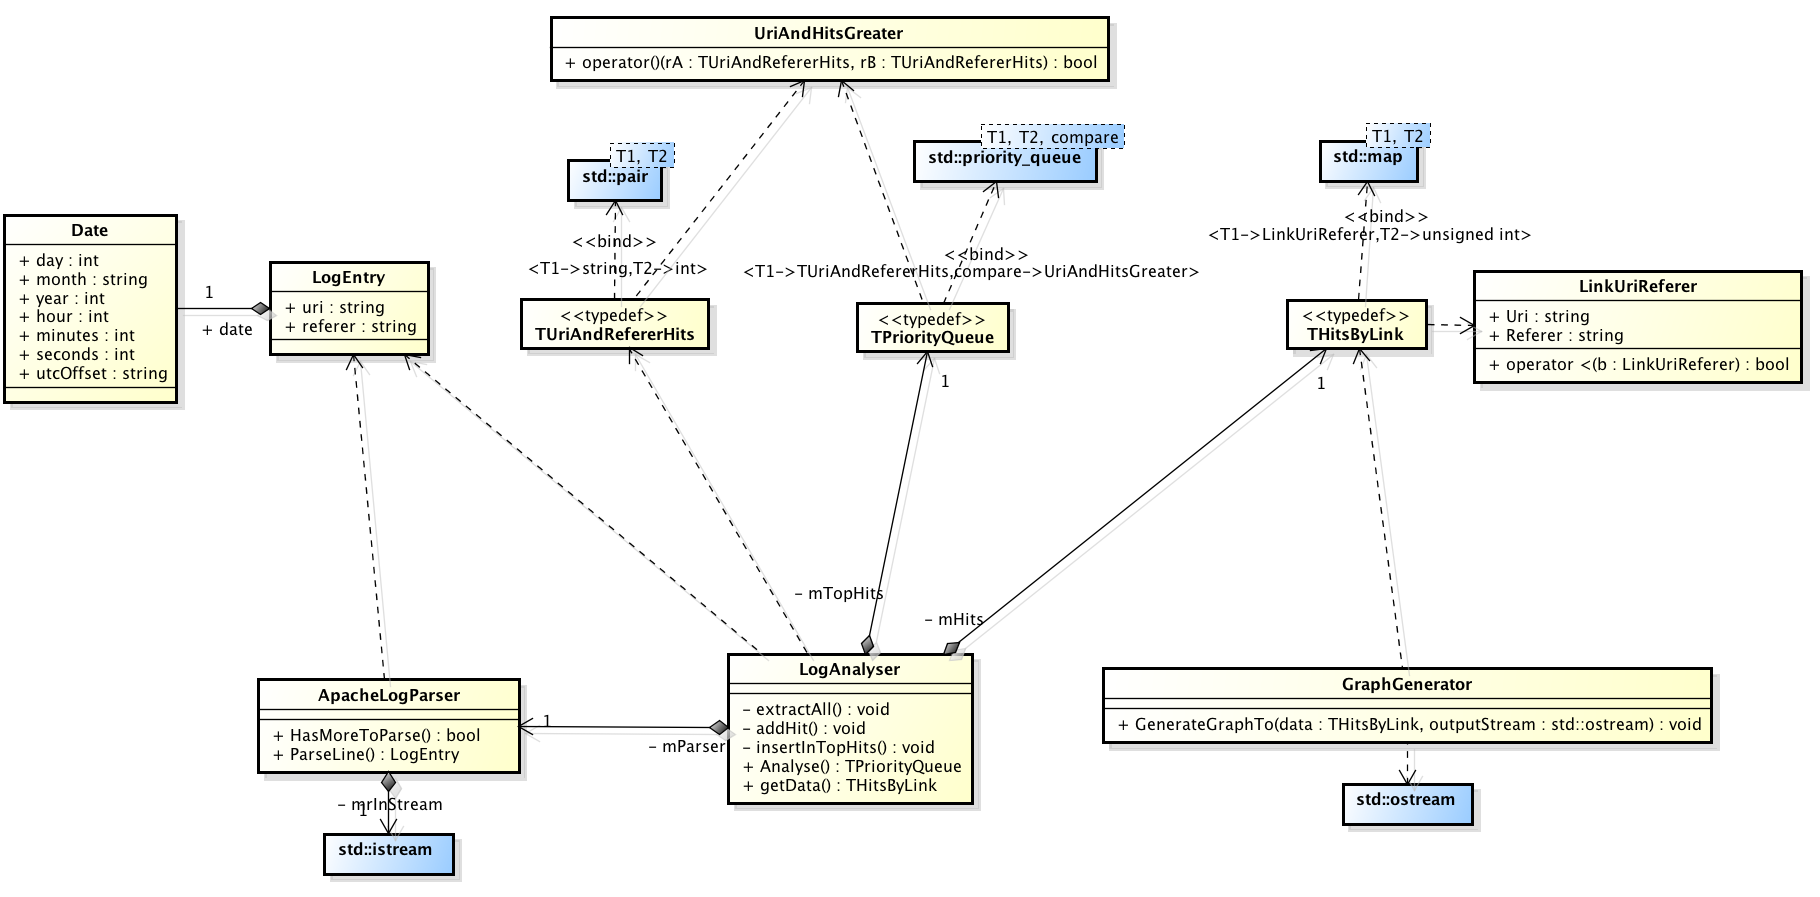 UriAndHitsGreater
+ operator()(rA : TUriAndRefererHits, rB : TUriAndRefererHits) : bool
T1, T2
std::pair
T1, T2, compare
std::priority_queue
T1, T2
std::map
<<bind>>
<T1->string,T2->int>
<<bind>>
<T1->TUriAndRefererHits,compare->UriAndHitsGreater>
<<bind>>
<T1->LinkUriReferer,T2->unsigned int>
Date
+ day : int
+ month : string
+ year : int
+ hour : int
+ minutes : int
+ seconds : int
+ utcOffset : string
1
+ date
LogEntry
+ uri : string
+ referer : string
<<typedef>>
TUriAndRefererHits
<<typedef>>
TPriorityQueue
1
<<typedef>>
THitsByLink
1
LinkUriReferer
+ Uri : string
+ Referer : string
+ operator <(b : LinkUriReferer) : bool
- mTopHits
- mHits
ApacheLogParser
+ HasMoreToParse() : bool
+ ParseLine() : LogEntry
1
- mParser
LogAnalyser
- extractAll() : void
- addHit() : void
- insertInTopHits() : void
+ Analyse() : TPriorityQueue
+ getData() : THitsByLink
GraphGenerator
+ GenerateGraphTo(data : THitsByLink, outputStream : std::ostream) : void
- mrInStream
1
std::istream
std::ostream